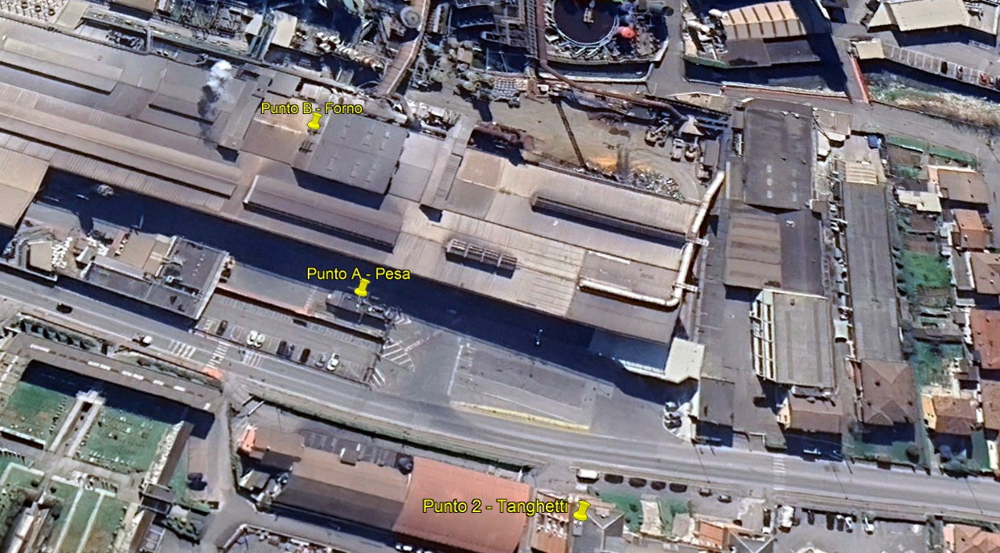 Punto B - Forno
Punto A - Pesa
Punto 2 - Tanghetti